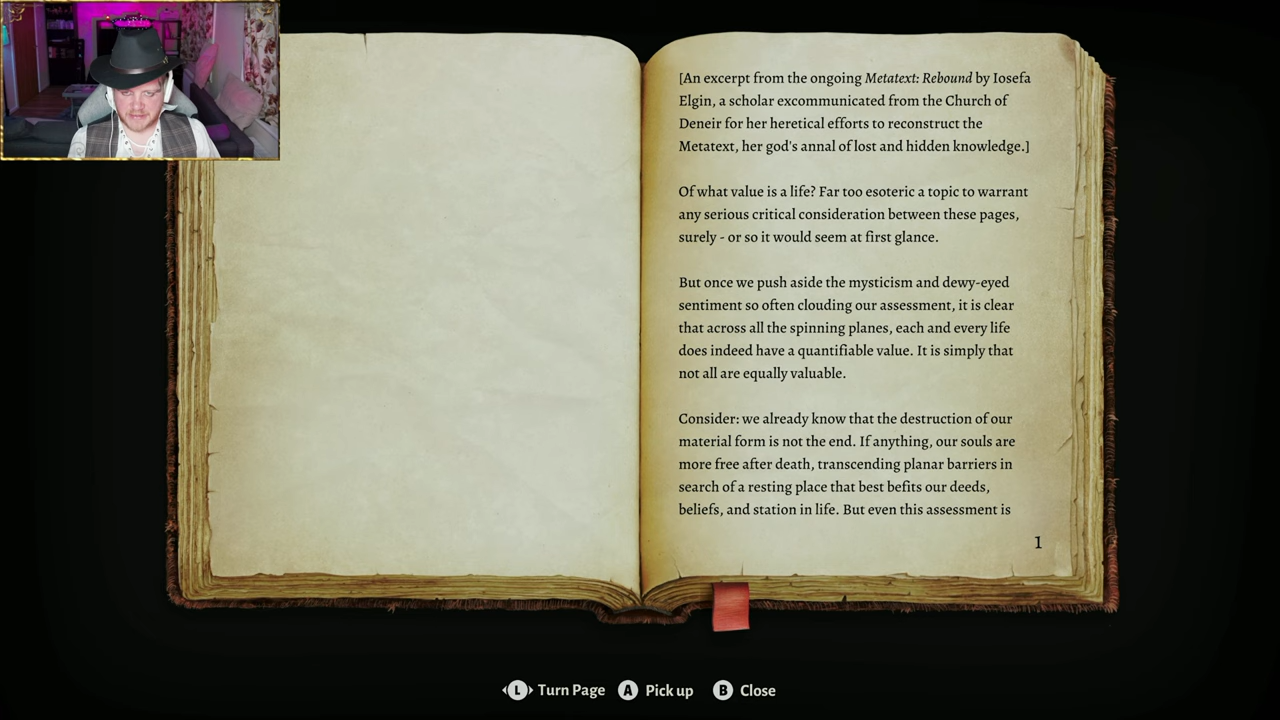 [An excerpt from the ongoing Metatext: Rebound by Iosefa
Elgin, a scholar excommunicated from the Church of
Deneir for her heretical efforts to reconstruct the
Metatext, her god's annal of lost and hidden knowledge.]
Of what value is a life? Far too esoteric a topic to warrant
any serious critical consideration between these pages,
surely - or so it would seem at first glance.
But once we push aside the mysticism and dewy-eyed
sentiment so often clouding our assessment, it is clear
that across all the spinning planes, each and every life
does indeed have a quantifiable value. It is simply that
not all are equally valuable.
Consider: we already know that the destruction of our
material form is not the end. If anything, our souls are
more free after death, transcending planar barriers in
search of a resting place that best befits our deeds,
beliefs, and station in life. But even this assessment is
1
L Turn Page A Pick up B Close